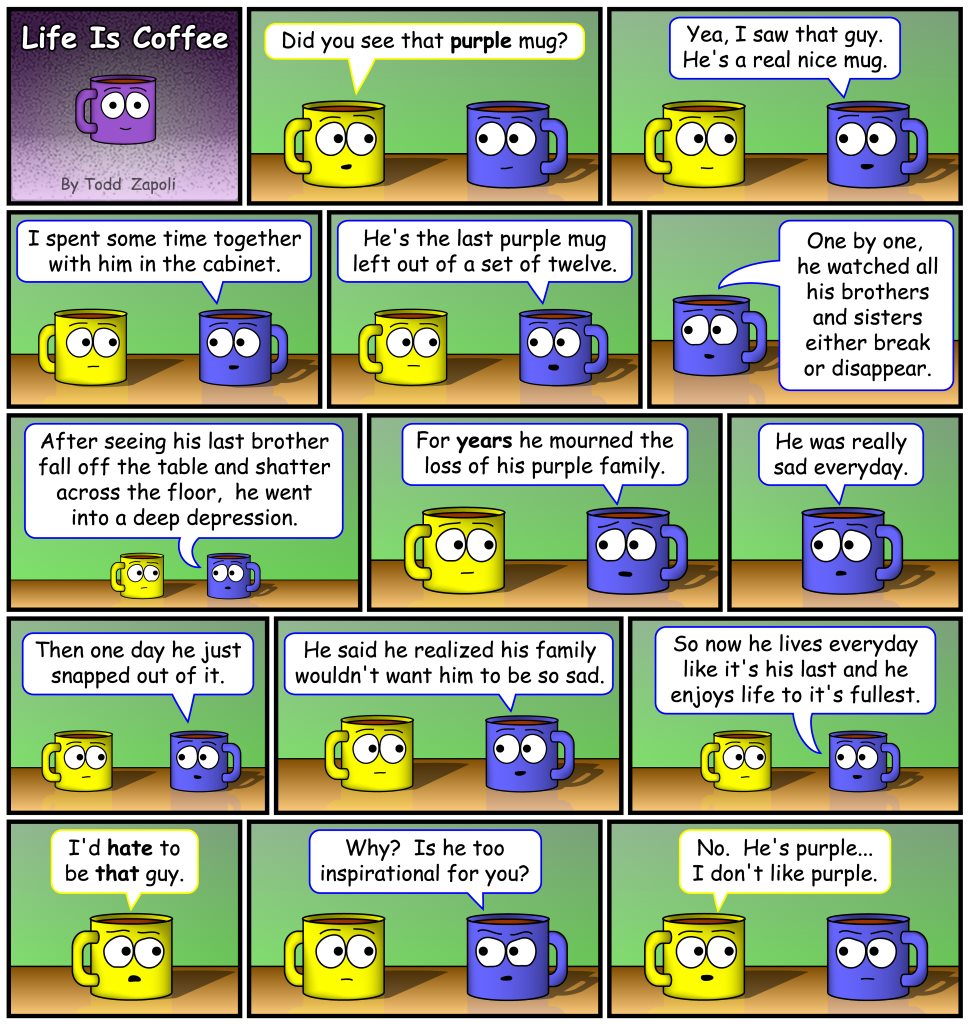 Life Is Coffee
By Todd Zapoli
Did you see that purple mug?
Yea, I saw that guy.
He's a real nice mug.
I spent some time together
with him in the cabinet.
He's the last purple mug
left out of a set of twelve.
One by one,
he watched all
his brothers
and sisters
either break
or disappear.
After seeing his last brother
fall off the table and shatter
across the floor, he went
into a deep depression.
For years he mourned the
loss of his purple family.
He was really
sad everyday.
Then one day he just
snapped out of it.
He said he realized his family
wouldn't want him to be so sad.
So now he lives everyday
like it's his last and he
enjoys life to it's fullest.
I'd hate to
be that guy.
Why? Is he too
inspirational for you?
No. He's purple...
I don't like purple.